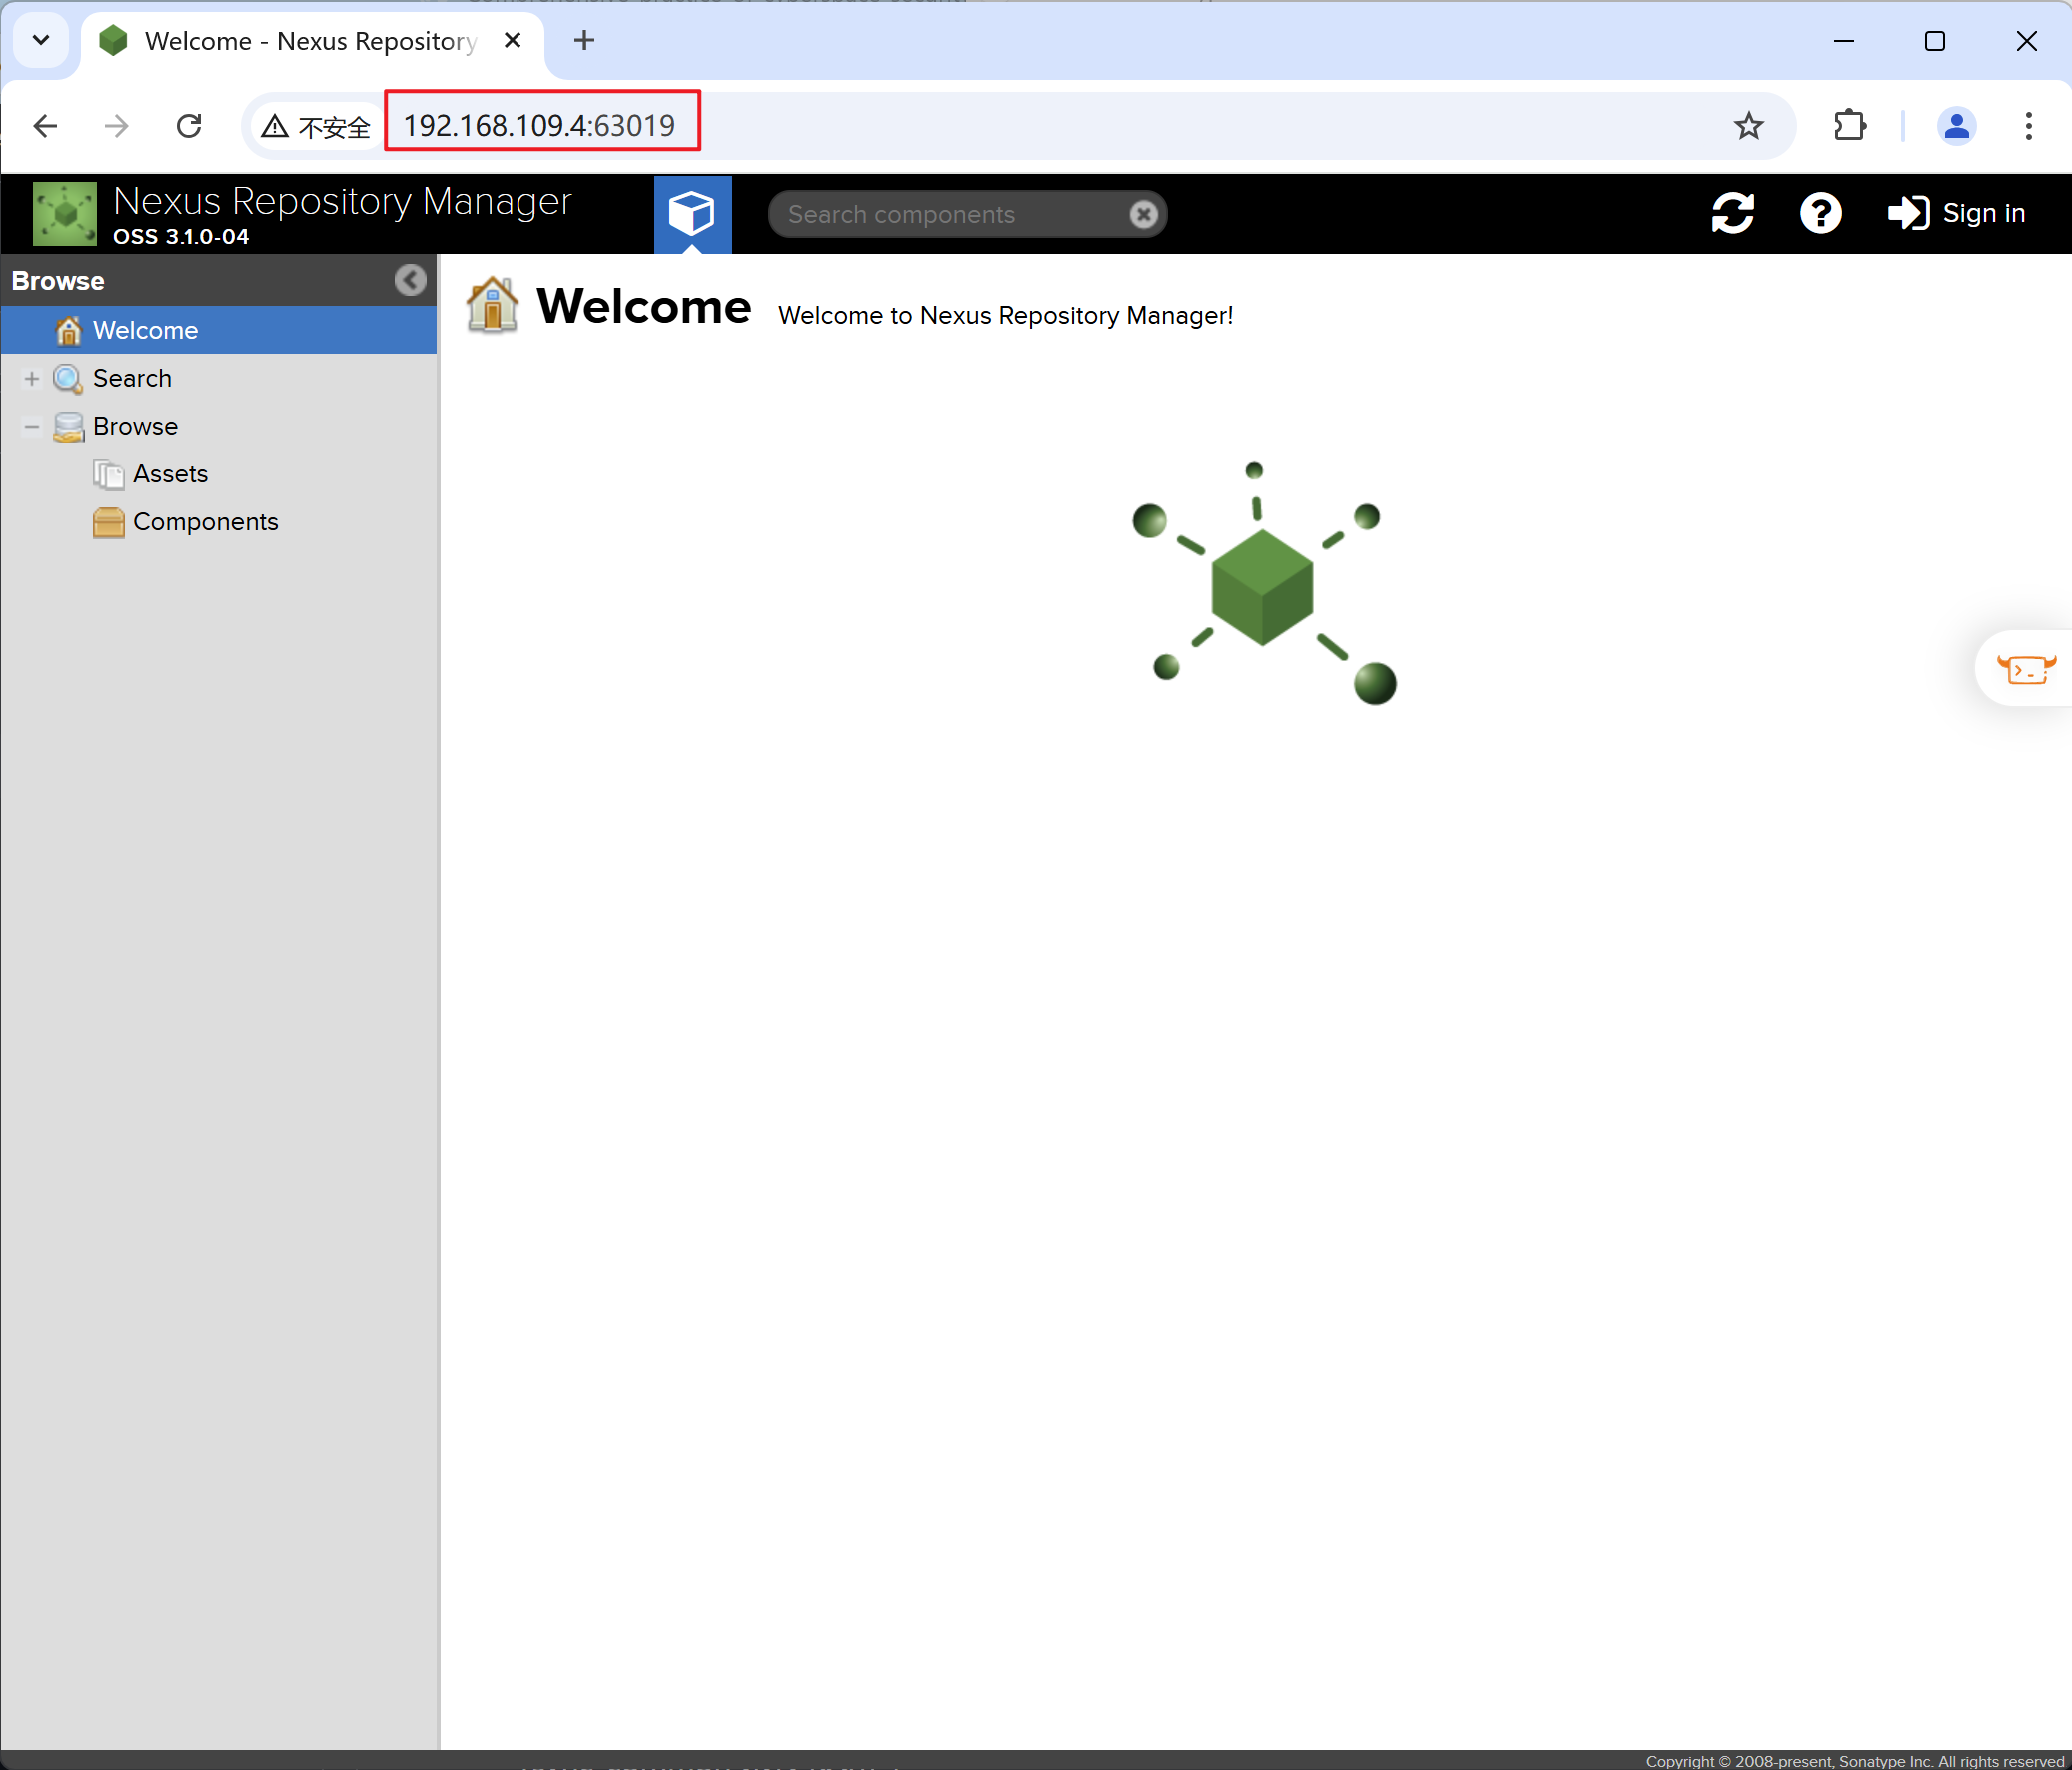 Welcome - Nexus Repository
不安全
192.168.109.4:63019
Nexus Repository Manager
OSS 3.1.0-04
Search components
Sign in
Browse
Welcome
Welcome to Nexus Repository Manager!
Welcome
Search
Browse
Assets
Components
Copyright © 2008-present, Sonatype Inc. All rights reserved